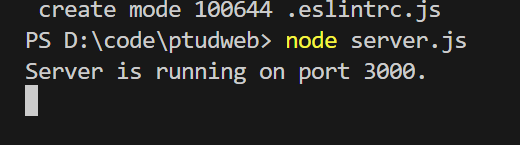 create mode 100644 .eslintrc.js
PS D:\code\ptudweb> node server.js
Server is running on port 3000.